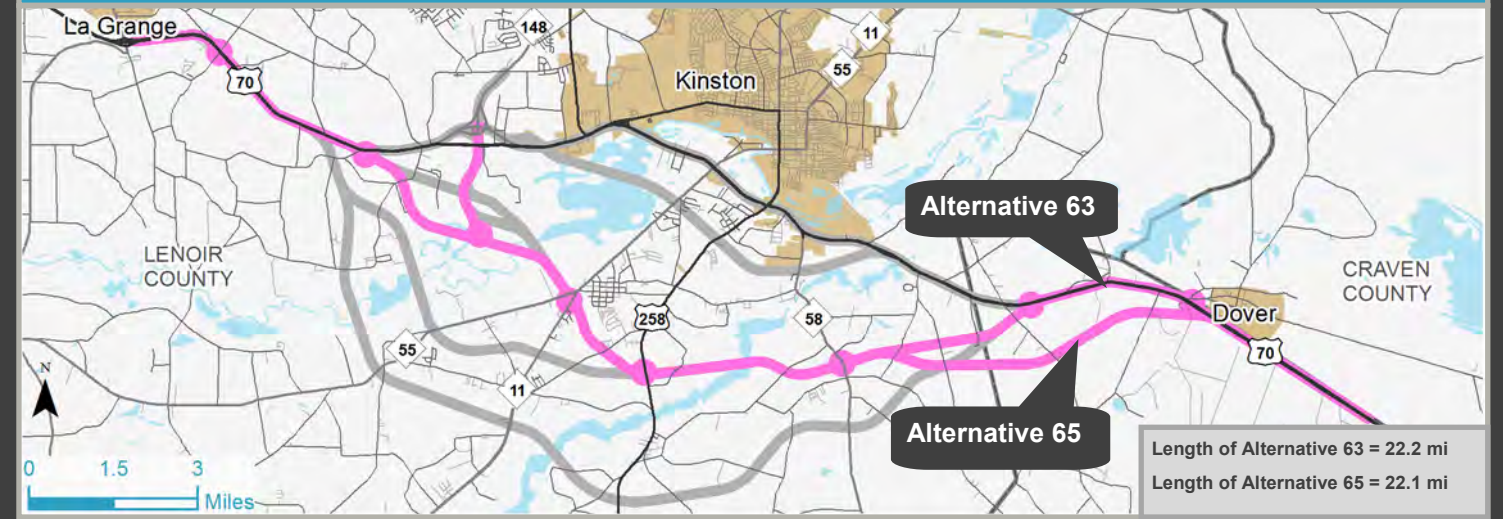 La Grange
148
11
55
70
Kinston
Alternative 63
LENOIR
COUNTY
CRAVEN
COUNTY
258
58
Dover
55
70
N
11
Alternative 65
0 1.5 3
Miles
Length of Alternative 63 = 22.2 mi
Length of Alternative 65 = 22.1 mi